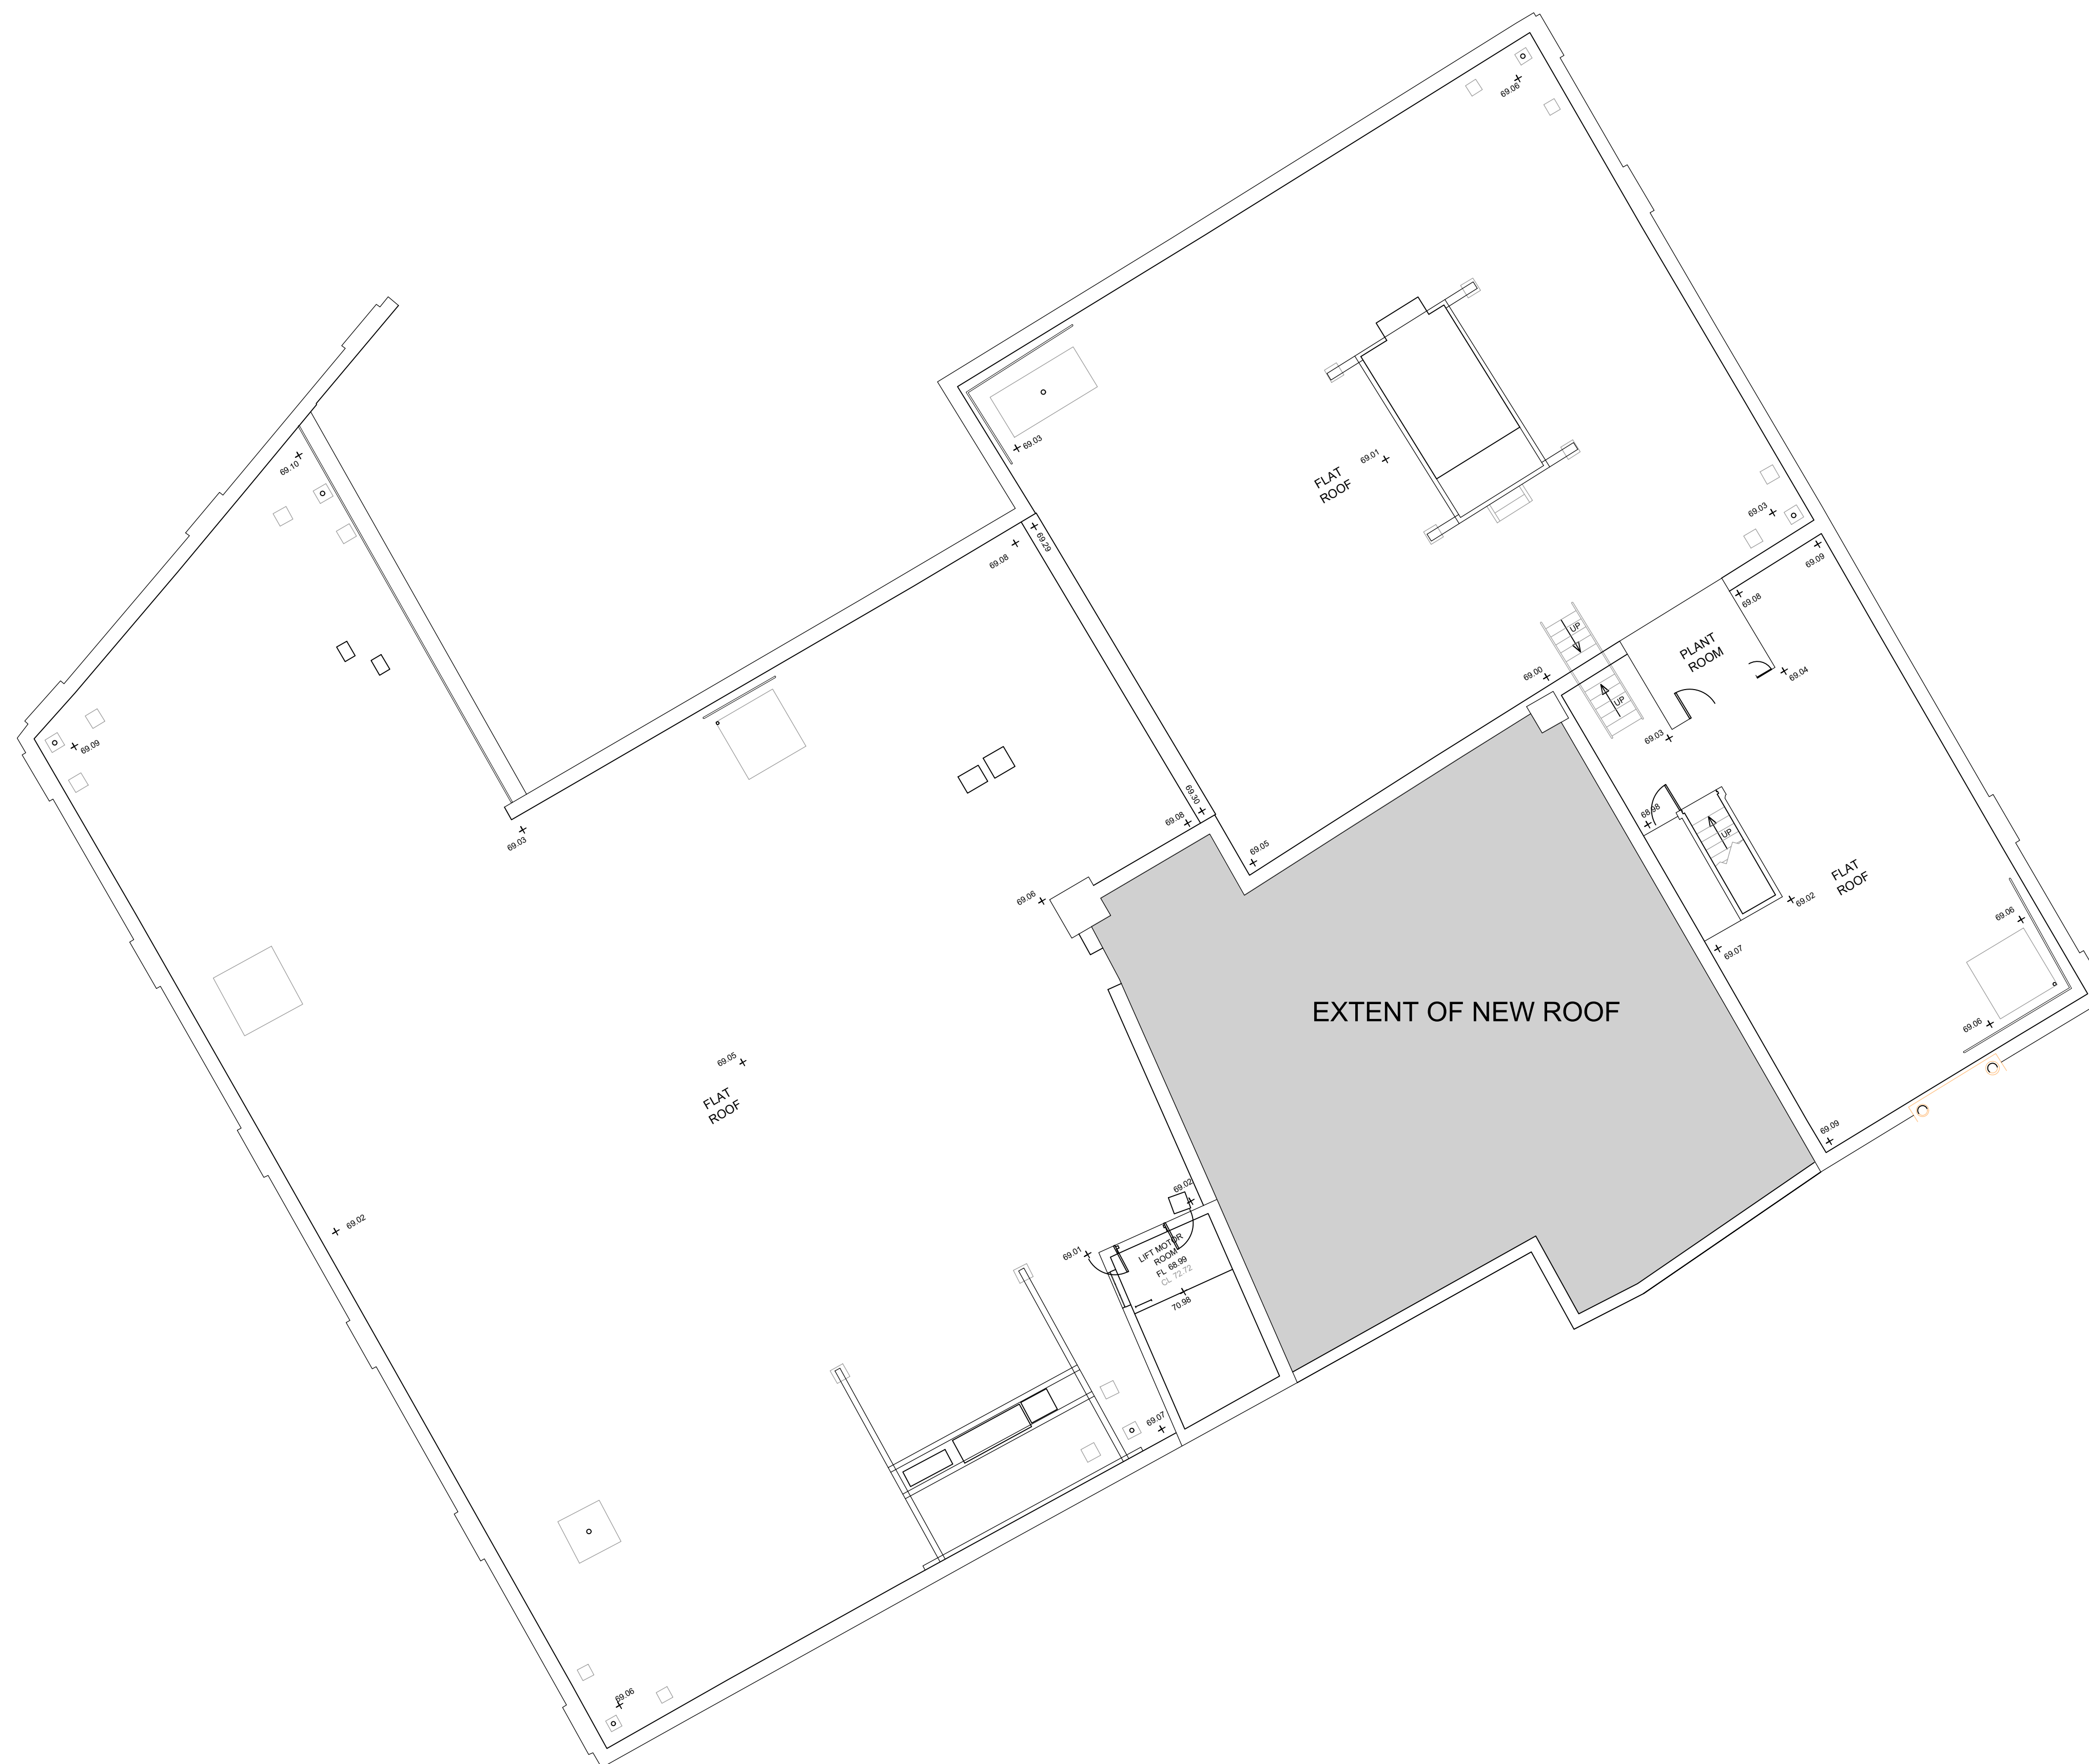 69.06
69.10
69.03
69.01
FLAT
ROOF
69.03
69.29
69.08
69.09
69.08
UP
PLANT
ROOM
69.00
69.04
UP
69.03
69.09
69.30
69.08
68.98
UP
69.03
69.05
FLAT
ROOF
69.06
69.02
69.06
69.07
EXTENT OF NEW ROOF
69.06
69.05
FLAT
ROOF
69.09
69.02
69.02
69.01
LIFT MOTOR
ROOM
FL 68.99
CL 72.72
70.98
69.07
69.06